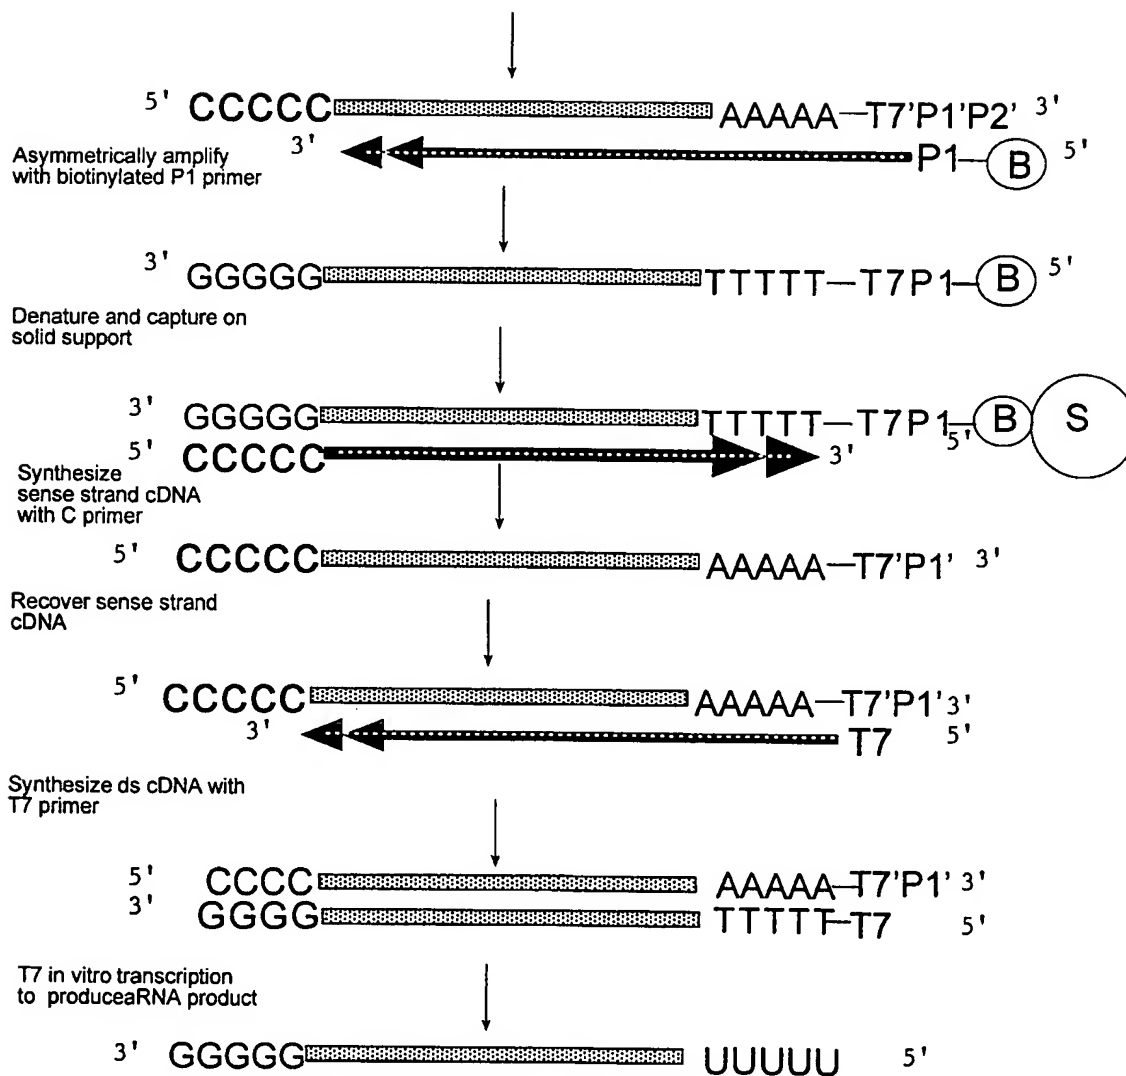 5' CCCCC AAAAA—T7'P1'P2' 3'
3' P1—B 5'
Asymmetrically amplify
with biotinylated P1 primer
3' GGGGG TTTTT—T7P1—B 5'
Denature and capture on
solid support
3' GGGGG TTTTT—T7P1—B S
5' CCCCC 3' 5'
Synthesize
sense strand cDNA
with C primer
5' CCCCC AAAAA—T7'P1' 3'
Recover sense strand
cDNA
5' CCCCC AAAAA—T7'P1' 3'
3' T7 5'
Synthesize ds cDNA with
T7 primer
5' CCCC AAAAA—T7'P1' 3'
3' GGGG TTTTT—T7 5'
T7 in vitro transcription
to produceaRNA product
3' GGGGG UUUUU 5'